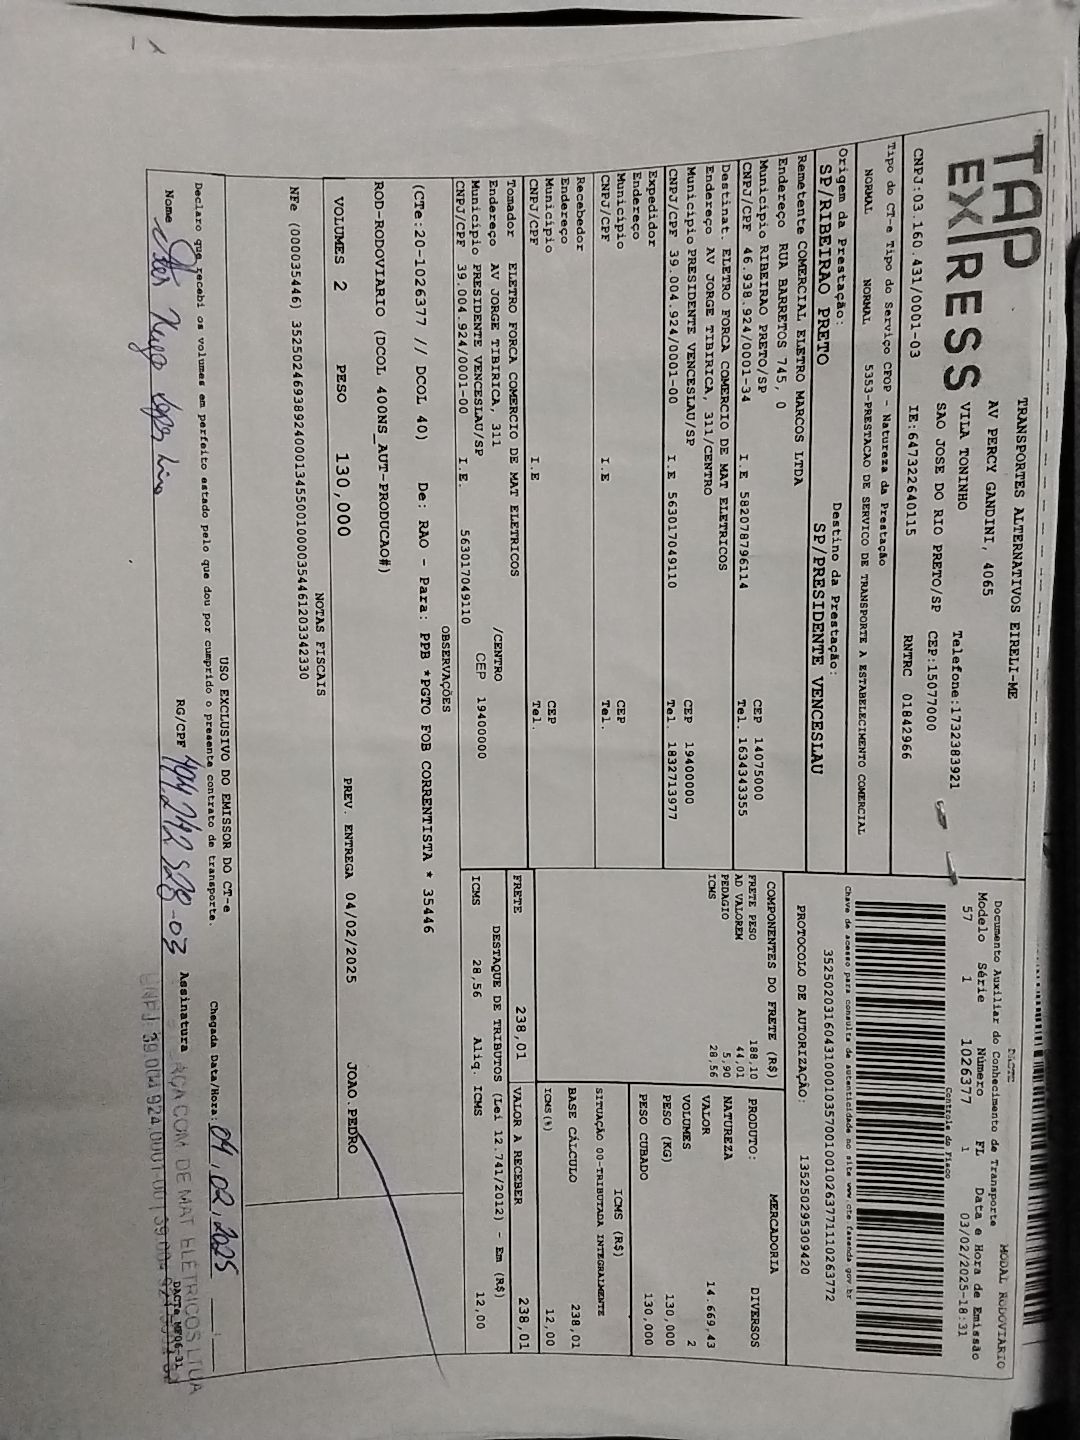 TAP
EXPRESS
TRANSPORTES ALTERNATIVOS EIRELI-ME
AV PERCY GANDINI, 4065
VILA TONINHO
Telefone:1732383921
SAO JOSE DO RIO PRETO/SP CEP:15077000
CNPJ:03.160.431/0001-03 IE:647322640115 RNTRC 01842966
DACTE MODAL RODOVIARIO
Documento Auxiliar do Conhecimento de Transporte
Modelo Série Número FL Data e Hora de Emissão
57 1 1026377 1 03/02/2025-18:31
Controle do Fisco
Chave de acesso para consulta de autenticidade no site www.cte.fazenda.gov.br
35250203160431000103570010010263771110263772
PROTOCOLO DE AUTORIZAÇÃO: 135250295309420
Tipo do CT-e Tipo do Serviço CFOP - Natureza da Prestação
NORMAL NORMAL 5353-PRESTACAO DE SERVICO DE TRANSPORTE A ESTABELECIMENTO COMERCIAL
Origem da Prestação: Destino da Prestação:
SP/RIBEIRAO PRETO SP/PRESIDENTE VENCESLAU
Remetente COMERCIAL ELETRO MARCOS LTDA
Endereço RUA BARRETOS 745, 0
Município RIBEIRAO PRETO/SP CEP 14075000
CNPJ/CPF 46.938.924/0001-34 I.E 582078796114 Tel. 1634343355
Destinat. ELETRO FORCA COMERCIO DE MAT ELETRICOS
Endereço AV JORGE TIBIRICA, 311/CENTRO
Município PRESIDENTE VENCESLAU/SP CEP 19400000
CNPJ/CPF 39.004.924/0001-00 I.E 563017049110 Tel. 1832713977
Expedidor
Endereço
Município CEP
CNPJ/CPF I.E Tel.
Recebedor
Endereço
Município CEP
CNPJ/CPF I.E Tel.
Tomador ELETRO FORCA COMERCIO DE MAT ELETRICOS
Endereço AV JORGE TIBIRICA, 311 /CENTRO
Município PRESIDENTE VENCESLAU/SP CEP 19400000
CNPJ/CPF 39.004.924/0001-00 I.E. 563017049110
COMPONENTES DO FRETE (R$)
FRETE PESO 188,10
AD VALOREM 44,01
PEDAGIO 5,90
ICMS 28,56
MERCADORIA
PRODUTO: DIVERSOS
NATUREZA
VALOR 14.669,43
VOLUMES 2
PESO (KG) 130,000
PESO CUBADO 130,000
ICMS (R$)
SITUAÇÃO 00-TRIBUTADA INTEGRALMENTE
BASE CÁLCULO 238,01
ICMS(%) 12,00
FRETE 238,01 VALOR A RECEBER 238,01
DESTAQUE DE TRIBUTOS (Lei 12.741/2012) - Em (R$)
ICMS 28,56 Aliq. ICMS 12,00
OBSERVAÇÕES
(CTe:20-1026377 // DCOL 40) De: RAO - Para: PPB *PGTO FOB CORRENTISTA * 35446
ROD-RODOVIARIO (DCOL 400NS_AUT-PRODUCAO#)
VOLUMES 2 PESO 130,000 PREV. ENTREGA 04/02/2025 JOAO.PEDRO
NOTAS FISCAIS
NFe (000035446) 35250246938924000134550010000354461203342330
USO EXCLUSIVO DO EMISSOR DO CT-e
Declaro que recebi os volumes em perfeito estado pelo que dou por cumprido o presente contrato de transporte. Chegada Data/Hora: 04,02,2025
Nome RG/CPF 494.242.528-03 Assinatura
COM DE MAT ELÉTRICOS LTDA
DACTe MF06-31
CNPJ: 39.004.924.0001-00